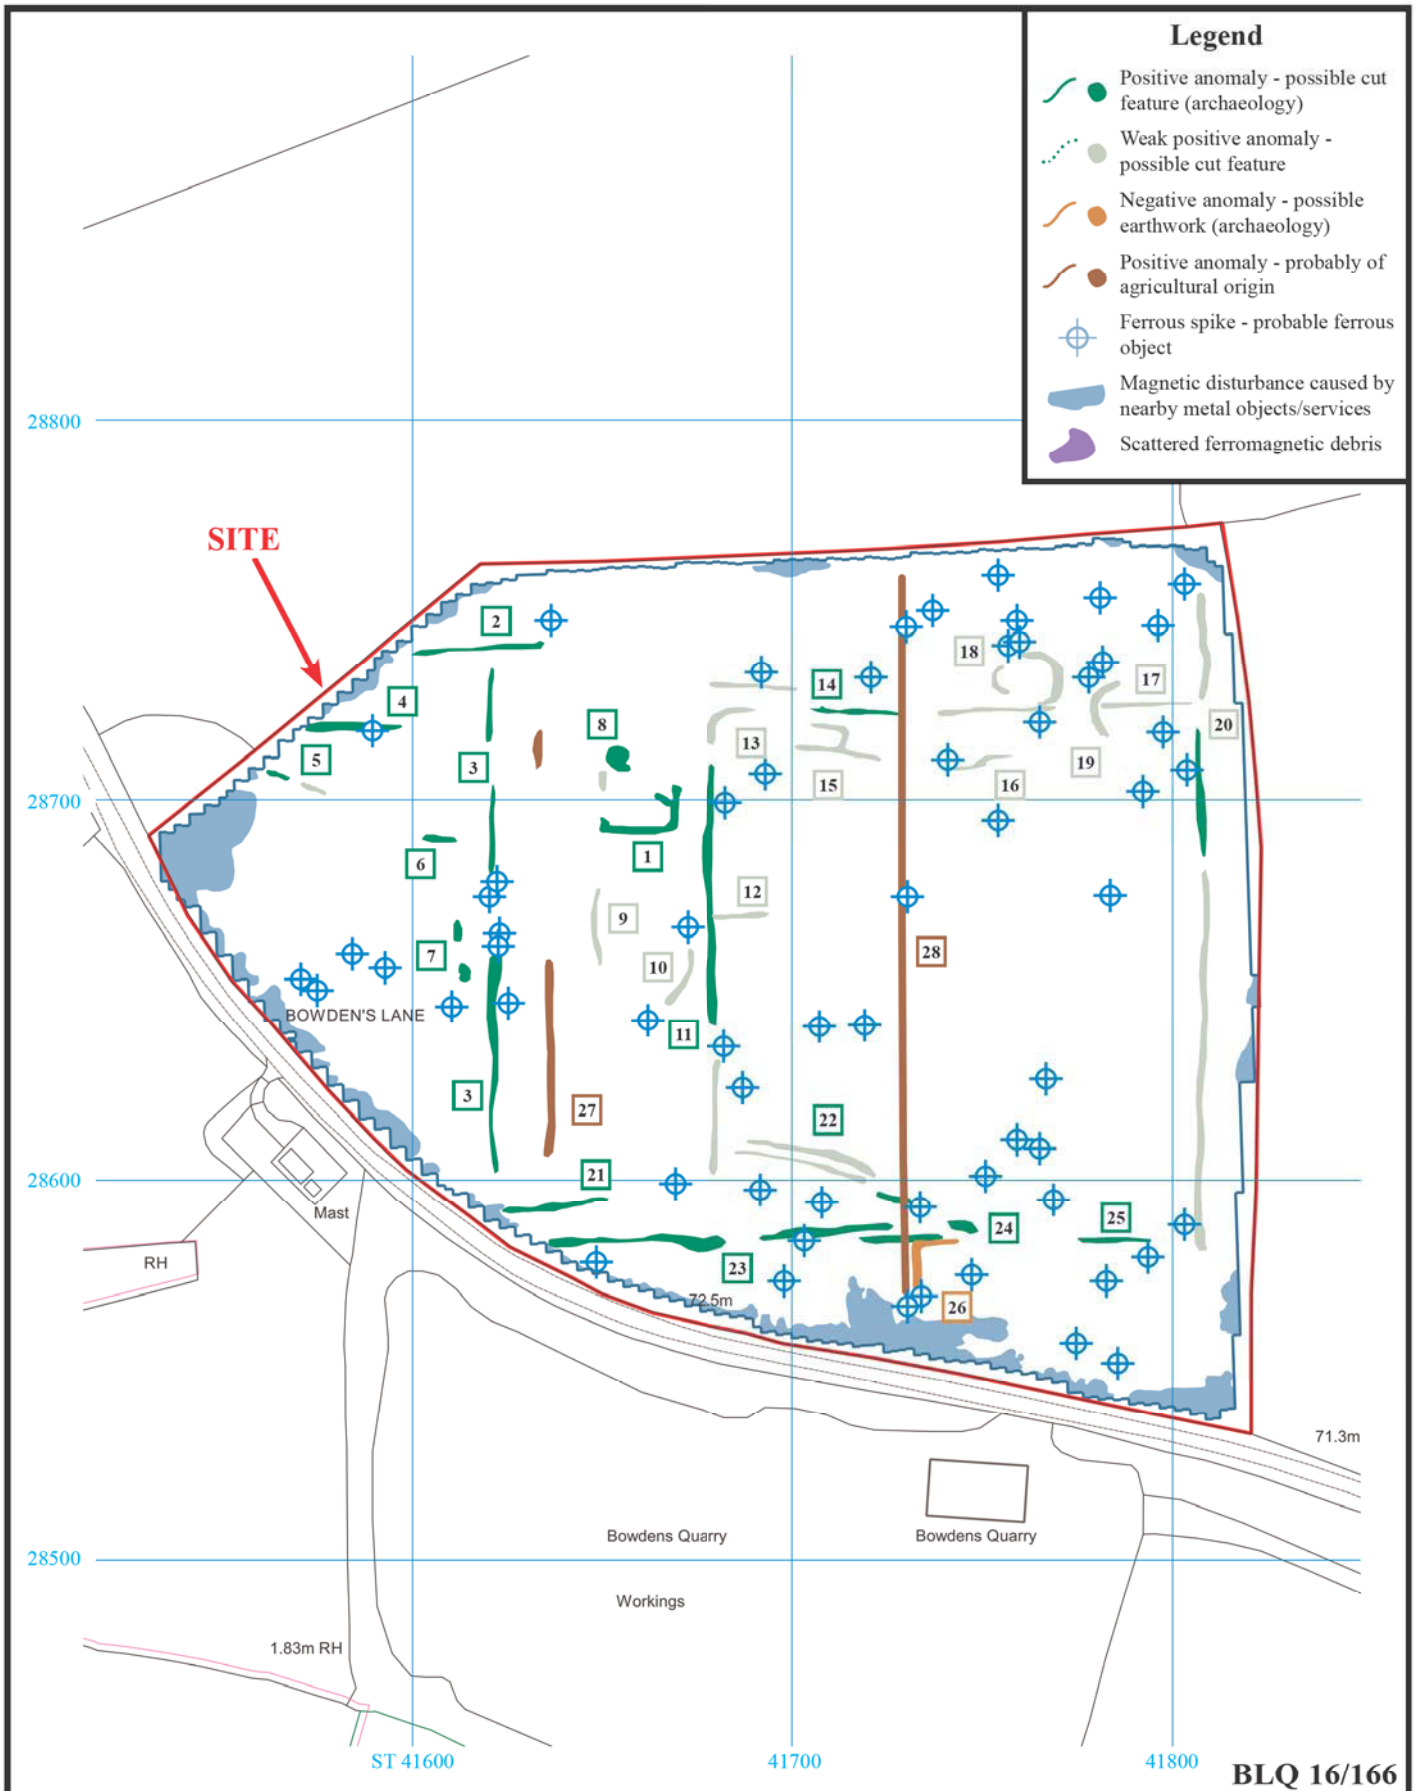 Legend
Positive anomaly - possible cut
feature (archaeology)
Weak positive anomaly -
possible cut feature
Negative anomaly - possible
earthwork (archaeology)
Positive anomaly - probably of
agricultural origin
Ferrous spike - probable ferrous
object
Magnetic disturbance caused by
nearby metal objects/services
Scattered ferromagnetic debris
28800
SITE
2
18
17
14
4
20
8
13
5
3
19
15
16
28700
1
6
12
9
28
7
10
BOWDEN'S LANE
11
3
27
22
21
28600
Mast
25
24
RH
23
72.5m
26
71.3m
Bowdens Quarry
Bowdens Quarry
28500
Workings
1.83m RH
ST 41600
41700
41800
BLQ 16/166